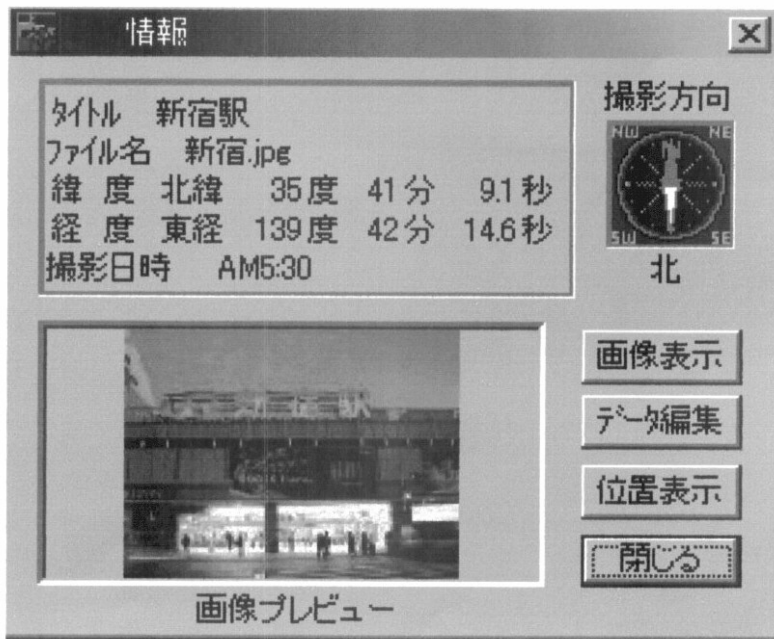 情報
タイトル 新宿駅
ファイル名 新宿.jpg
緯 度 北緯 35度 41分 9.1秒
経 度 東経 139度 42分 14.6秒
撮影日時 AM5:30
撮影方向
NW NE
N
SW SE
北
画像表示
データ編集
位置表示
閉じる
画像プレビュー